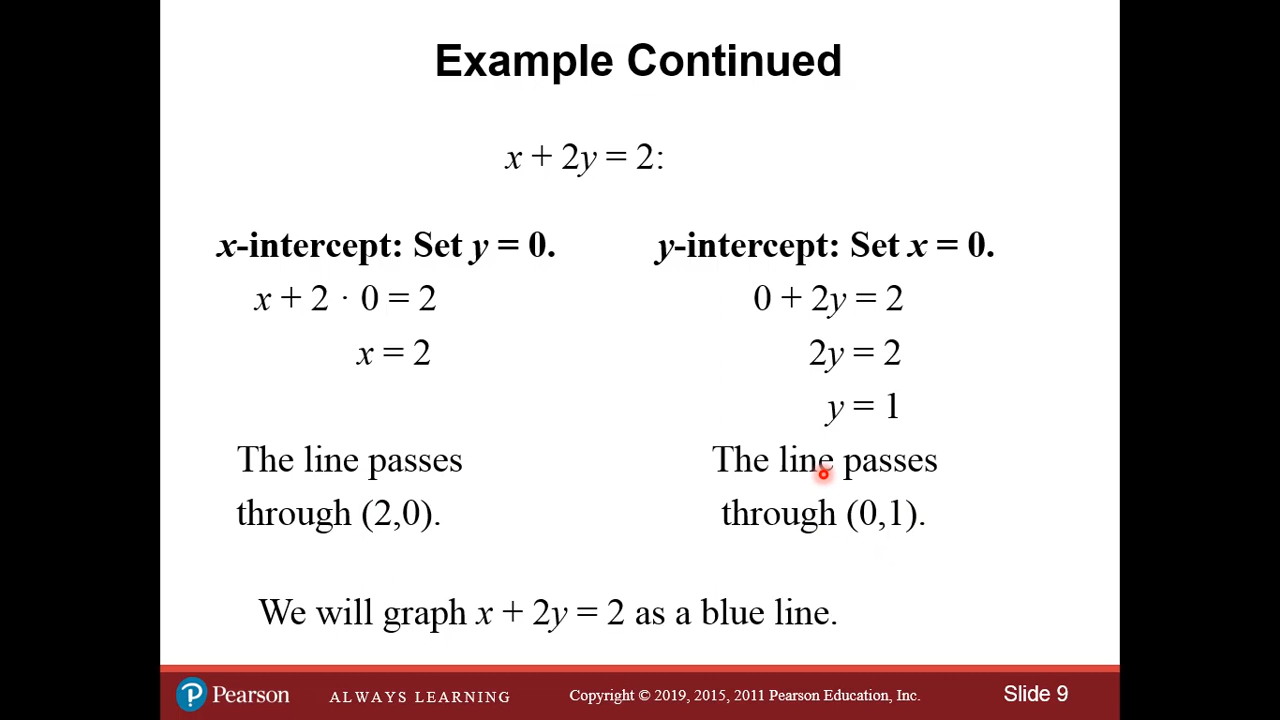 Example Continued
x + 2y = 2:
x-intercept: Set y = 0.
x + 2 · 0 = 2
x = 2
The line passes
through (2,0).
y-intercept: Set x = 0.
0 + 2y = 2
2y = 2
y = 1
The line passes
through (0,1).
We will graph x + 2y = 2 as a blue line.
Pearson
ALWAYS LEARNING
Copyright © 2019, 2015, 2011 Pearson Education, Inc.
Slide 9